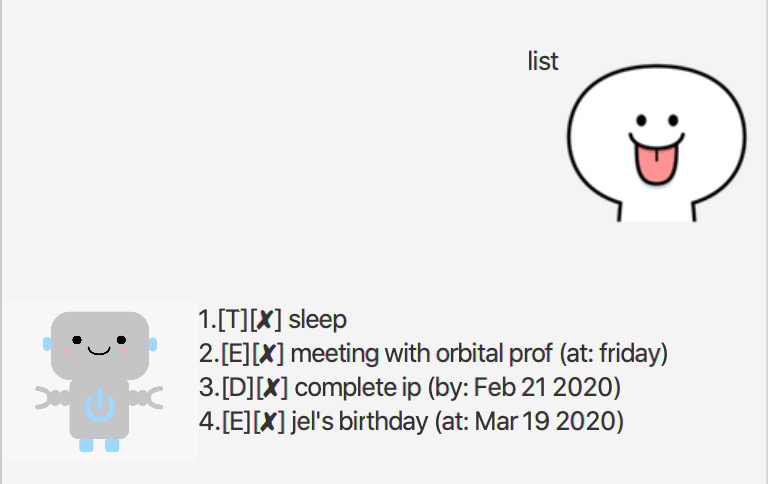 list
1.[T][✘] sleep
2.[E][✘] meeting with orbital prof (at: friday)
3.[D][✘] complete ip (by: Feb 21 2020)
4.[E][✘] jel's birthday (at: Mar 19 2020)